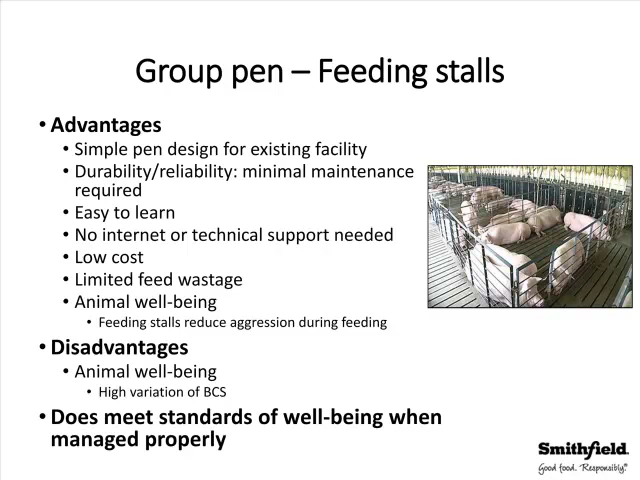 Group pen – Feeding stalls
• Advantages
• Simple pen design for existing facility
• Durability/reliability: minimal maintenance
required
• Easy to learn
• No internet or technical support needed
• Low cost
• Limited feed wastage
• Animal well-being
• Feeding stalls reduce aggression during feeding
• Disadvantages
• Animal well-being
• High variation of BCS
• Does meet standards of well-being when
managed properly
Smithfield.
Good food. Responsibly.®